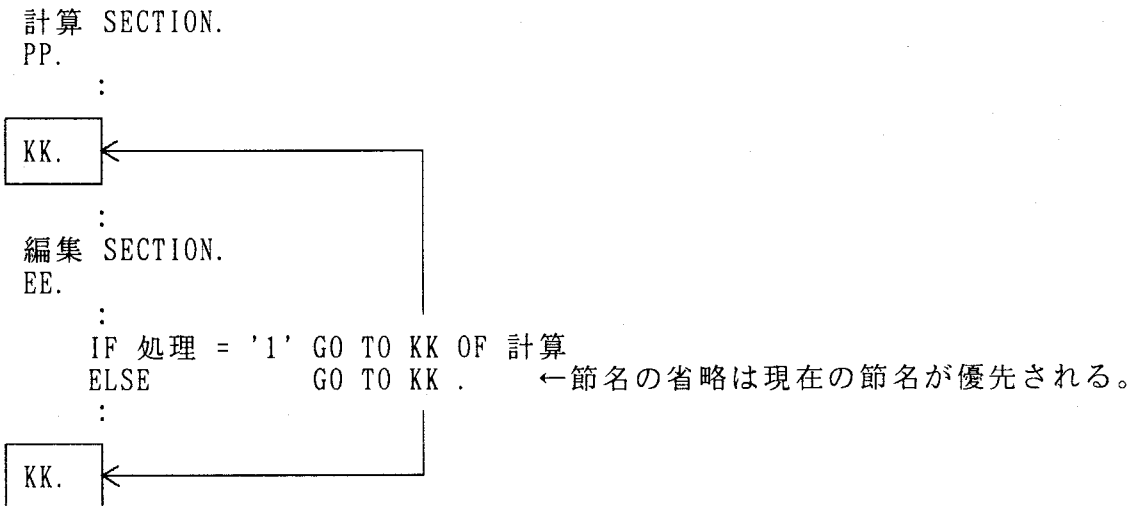 計算 SECTION.
PP.
:
KK.
:
編集 SECTION.
EE.
:
IF 処理 = '1' GO TO KK OF 計算
ELSE GO TO KK . ←節名の省略は現在の節名が優先される。
:
KK.